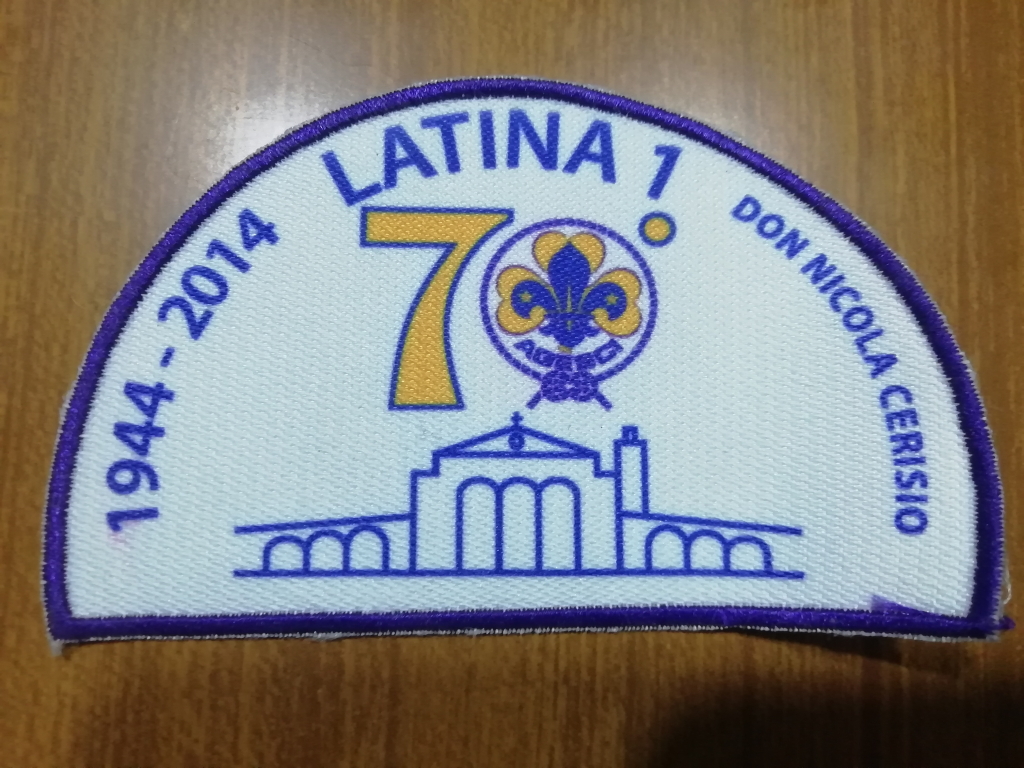 LATINA 1°
1944 - 2014
70
AGESCI
DON NICOLA CERISIO